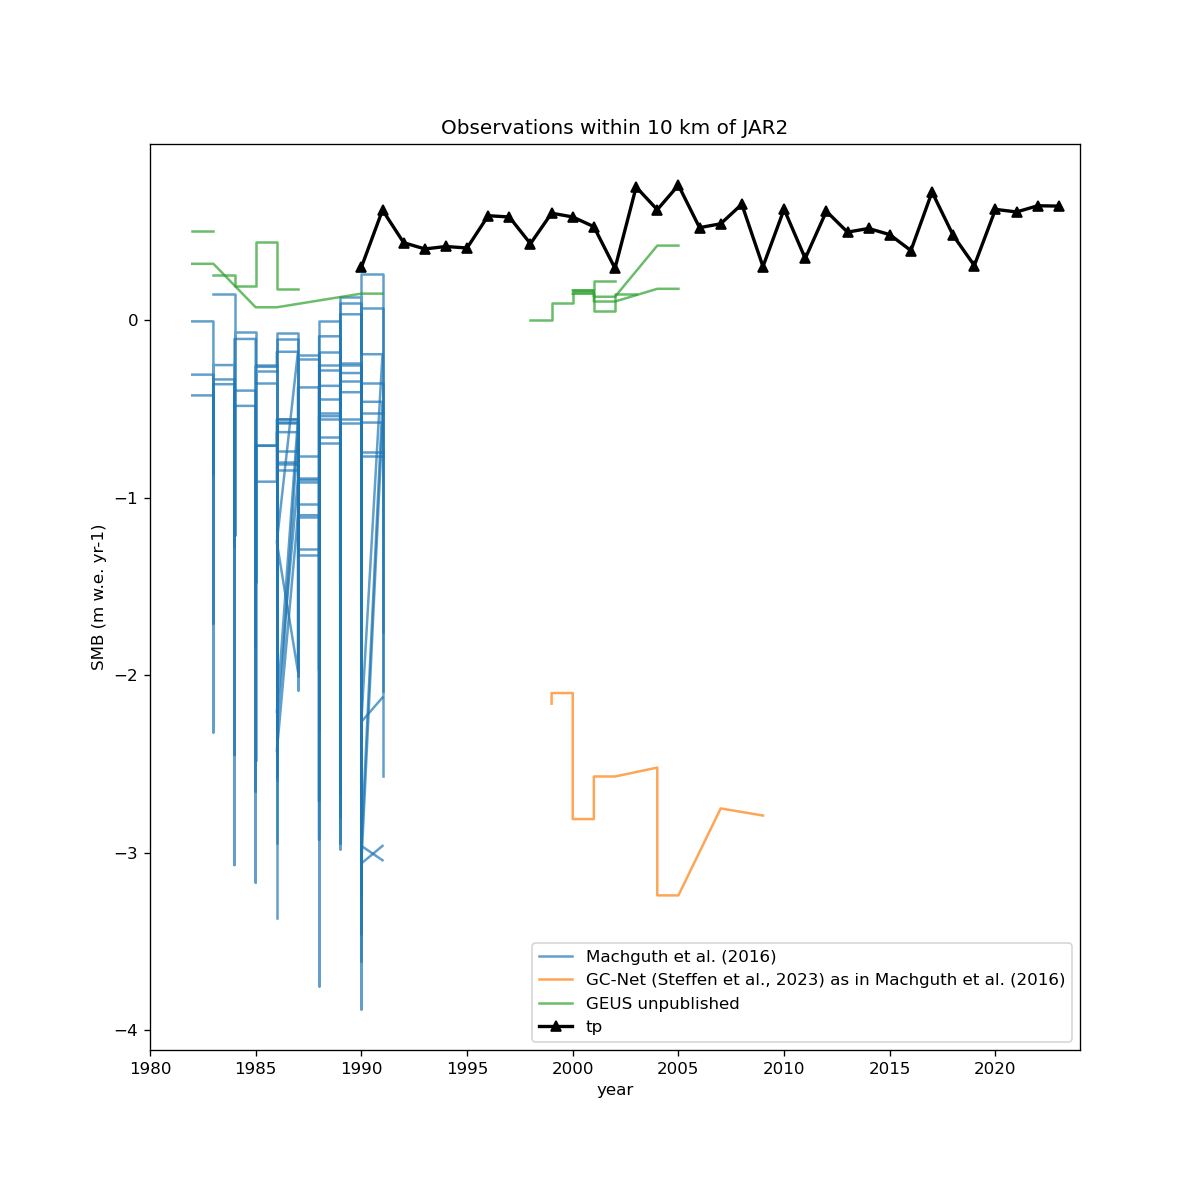 Observations within 10 km of JAR2
SMB (m w.e. yr-1)
0
−1
−2
−3
−4
Machguth et al. (2016)
GC-Net (Steffen et al., 2023) as in Machguth et al. (2016)
GEUS unpublished
tp
1980 1985 1990 1995 2000 2005 2010 2015 2020
year